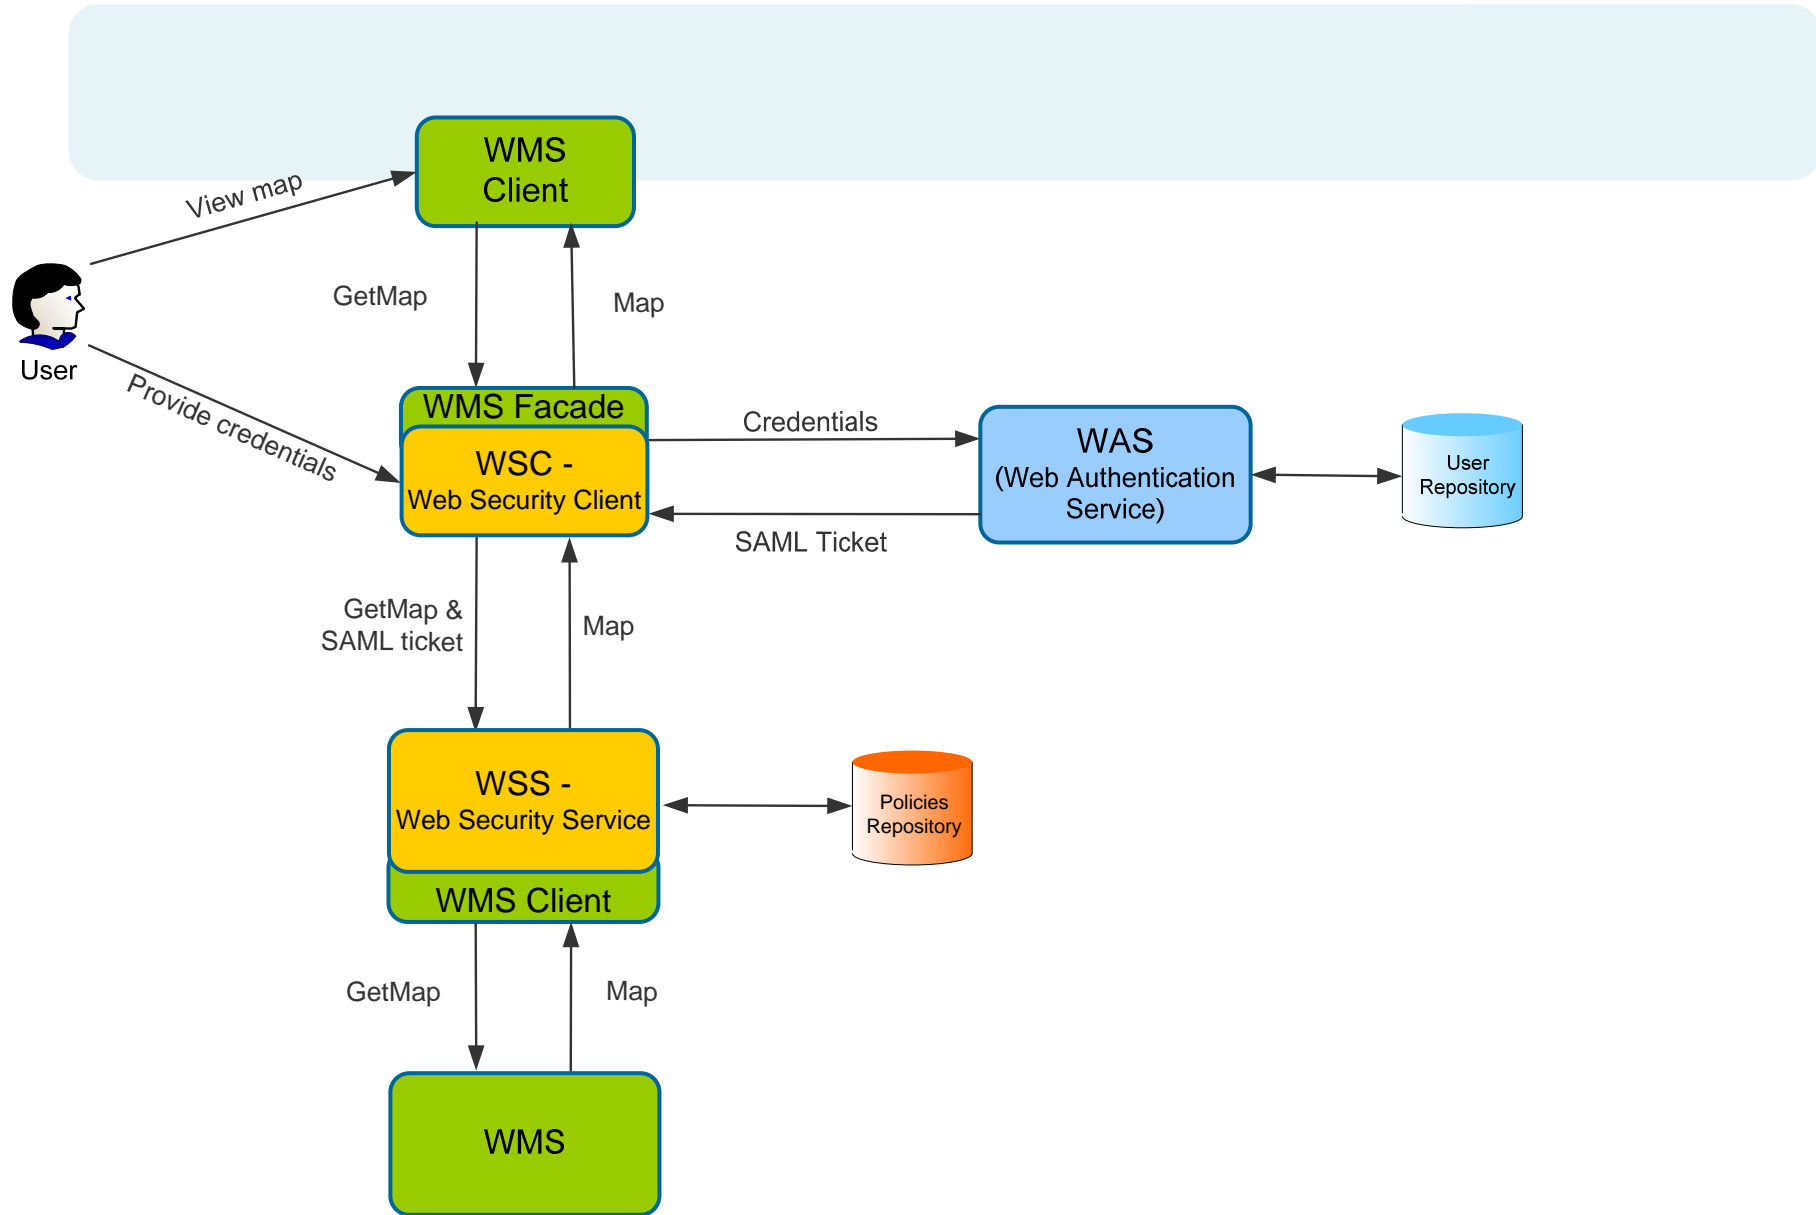 WMS
Client
View map
GetMap
Map
User
Provide credentials
WMS Facade
WSC -
Web Security Client
Credentials
SAML Ticket
WAS
(Web Authentication
Service)
User
Repository
GetMap &
SAML ticket
Map
WSS -
Web Security Service
Policies
Repository
WMS Client
GetMap
Map
WMS